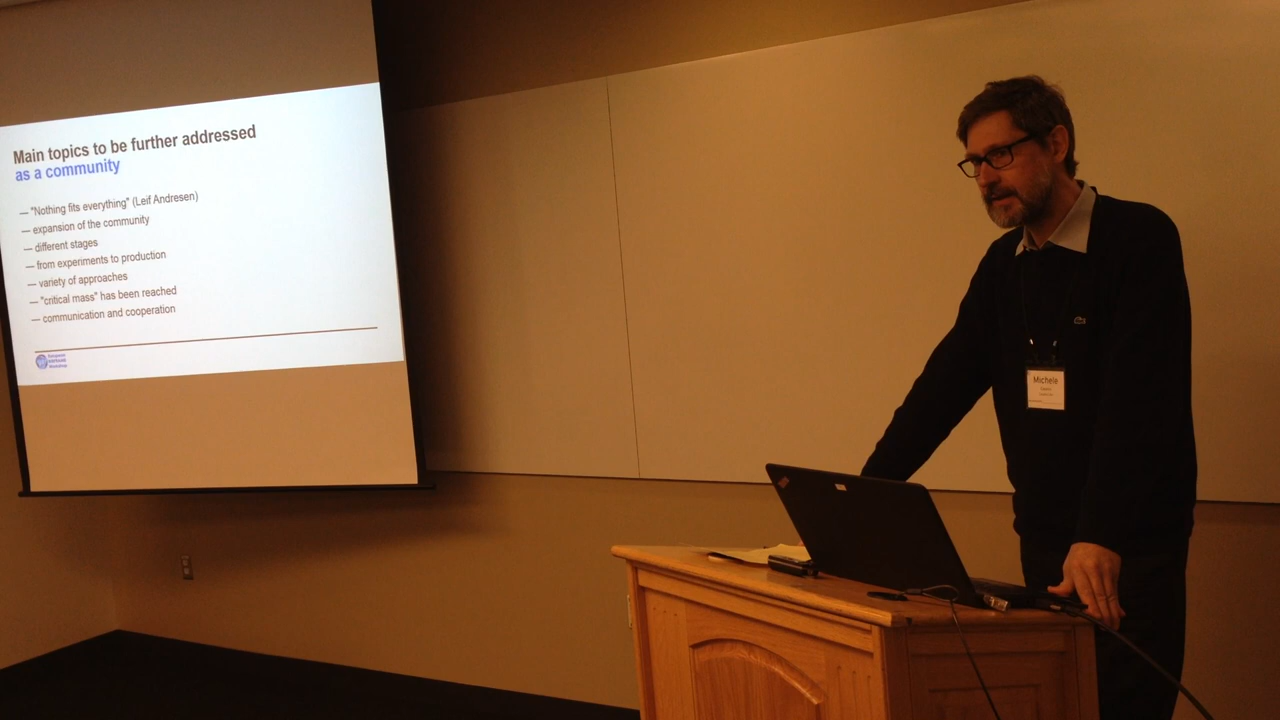 Main topics to be further addressed
as a community
— "Nothing fits everything" (Leif Andresen)
— expansion of the community
— different stages
— from experiments to production
— variety of approaches
— "critical mass" has been reached
— communication and cooperation
Workshop
Michele